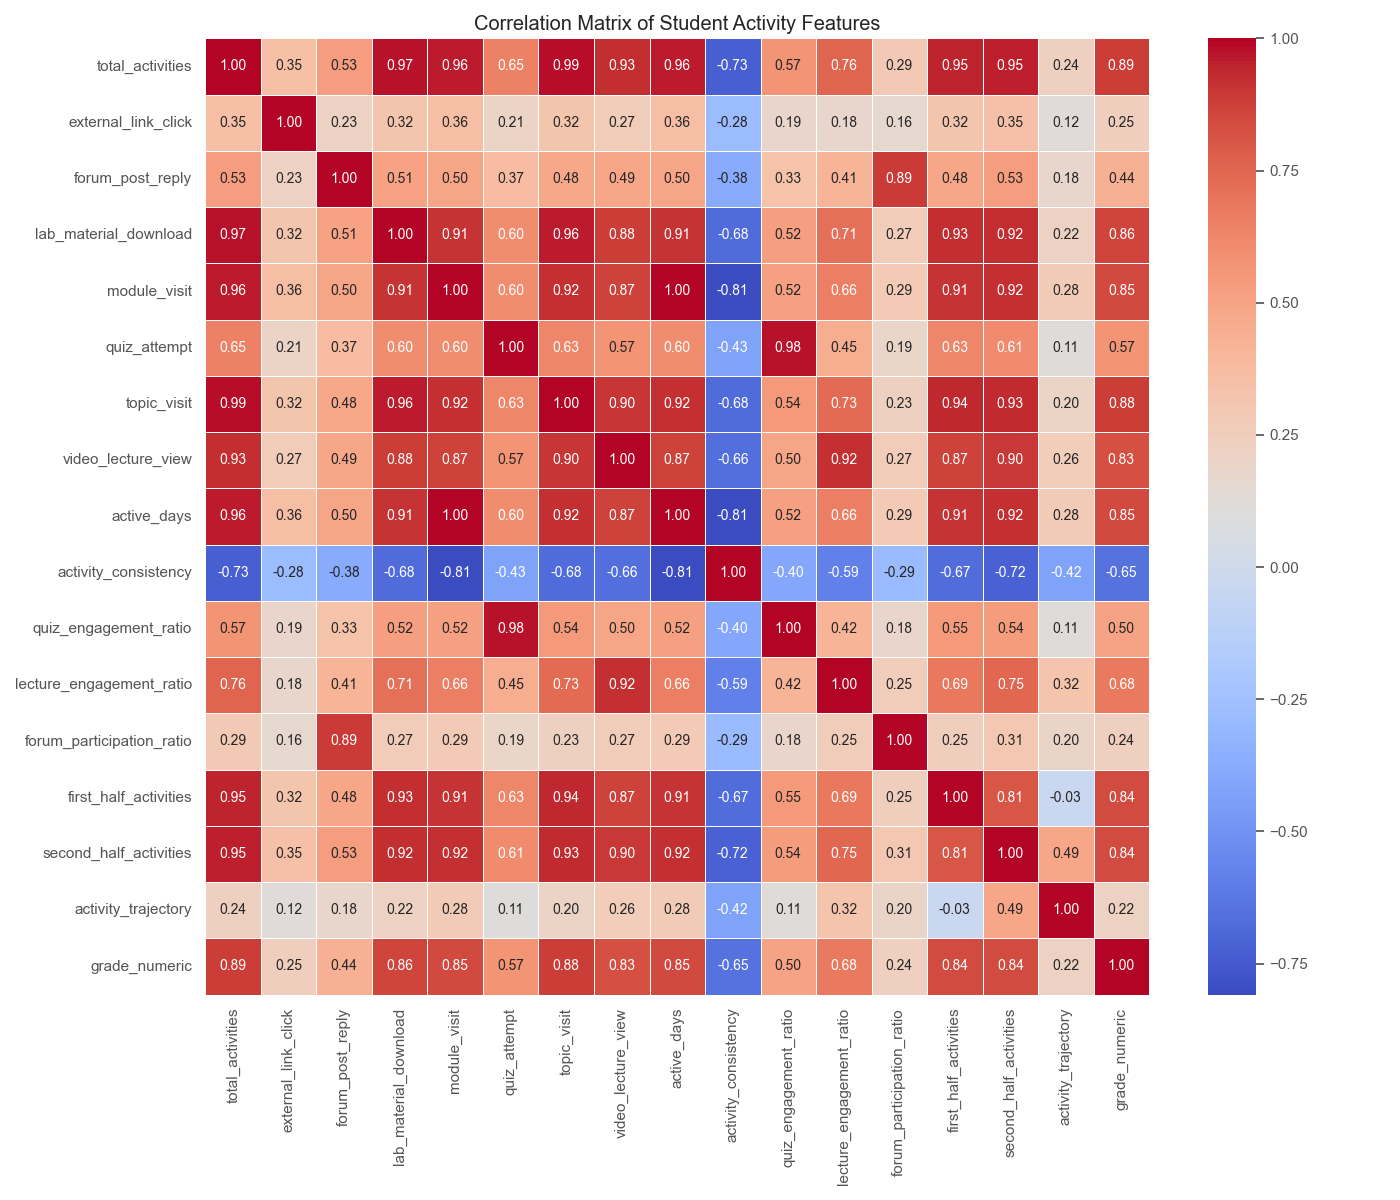 Correlation Matrix of Student Activity Features
total_activities 1.00 0.35 0.53 0.97 0.96 0.65 0.99 0.93 0.96 -0.73 0.57 0.76 0.29 0.95 0.95 0.24 0.89
external_link_click 0.35 1.00 0.23 0.32 0.36 0.21 0.32 0.27 0.36 -0.28 0.19 0.18 0.16 0.32 0.35 0.12 0.25
forum_post_reply 0.53 0.23 1.00 0.51 0.50 0.37 0.48 0.49 0.50 -0.38 0.33 0.41 0.89 0.48 0.53 0.18 0.44
lab_material_download 0.97 0.32 0.51 1.00 0.91 0.60 0.96 0.88 0.91 -0.68 0.52 0.71 0.27 0.93 0.92 0.22 0.86
module_visit 0.96 0.36 0.50 0.91 1.00 0.60 0.92 0.87 1.00 -0.81 0.52 0.66 0.29 0.91 0.92 0.28 0.85
quiz_attempt 0.65 0.21 0.37 0.60 0.60 1.00 0.63 0.57 0.60 -0.43 0.98 0.45 0.19 0.63 0.61 0.11 0.57
topic_visit 0.99 0.32 0.48 0.96 0.92 0.63 1.00 0.90 0.92 -0.68 0.54 0.73 0.23 0.94 0.93 0.20 0.88
video_lecture_view 0.93 0.27 0.49 0.88 0.87 0.57 0.90 1.00 0.87 -0.66 0.50 0.92 0.27 0.87 0.90 0.26 0.83
active_days 0.96 0.36 0.50 0.91 1.00 0.60 0.92 0.87 1.00 -0.81 0.52 0.66 0.29 0.91 0.92 0.28 0.85
activity_consistency -0.73 -0.28 -0.38 -0.68 -0.81 -0.43 -0.68 -0.66 -0.81 1.00 -0.40 -0.59 -0.29 -0.67 -0.72 -0.42 -0.65
quiz_engagement_ratio 0.57 0.19 0.33 0.52 0.52 0.98 0.54 0.50 0.52 -0.40 1.00 0.42 0.18 0.55 0.54 0.11 0.50
lecture_engagement_ratio 0.76 0.18 0.41 0.71 0.66 0.45 0.73 0.92 0.66 -0.59 0.42 1.00 0.25 0.69 0.75 0.32 0.68
forum_participation_ratio 0.29 0.16 0.89 0.27 0.29 0.19 0.23 0.27 0.29 -0.29 0.18 0.25 1.00 0.25 0.31 0.20 0.24
first_half_activities 0.95 0.32 0.48 0.93 0.91 0.63 0.94 0.87 0.91 -0.67 0.55 0.69 0.25 1.00 0.81 -0.03 0.84
second_half_activities 0.95 0.35 0.53 0.92 0.92 0.61 0.93 0.90 0.92 -0.72 0.54 0.75 0.31 0.81 1.00 0.49 0.84
activity_trajectory 0.24 0.12 0.18 0.22 0.28 0.11 0.20 0.26 0.28 -0.42 0.11 0.32 0.20 -0.03 0.49 1.00 0.22
grade_numeric 0.89 0.25 0.44 0.86 0.85 0.57 0.88 0.83 0.85 -0.65 0.50 0.68 0.24 0.84 0.84 0.22 1.00
total_activities
external_link_click
forum_post_reply
lab_material_download
module_visit
quiz_attempt
topic_visit
video_lecture_view
active_days
activity_consistency
quiz_engagement_ratio
lecture_engagement_ratio
forum_participation_ratio
first_half_activities
second_half_activities
activity_trajectory
grade_numeric
1.00
0.75
0.50
0.25
0.00
−0.25
−0.50
−0.75